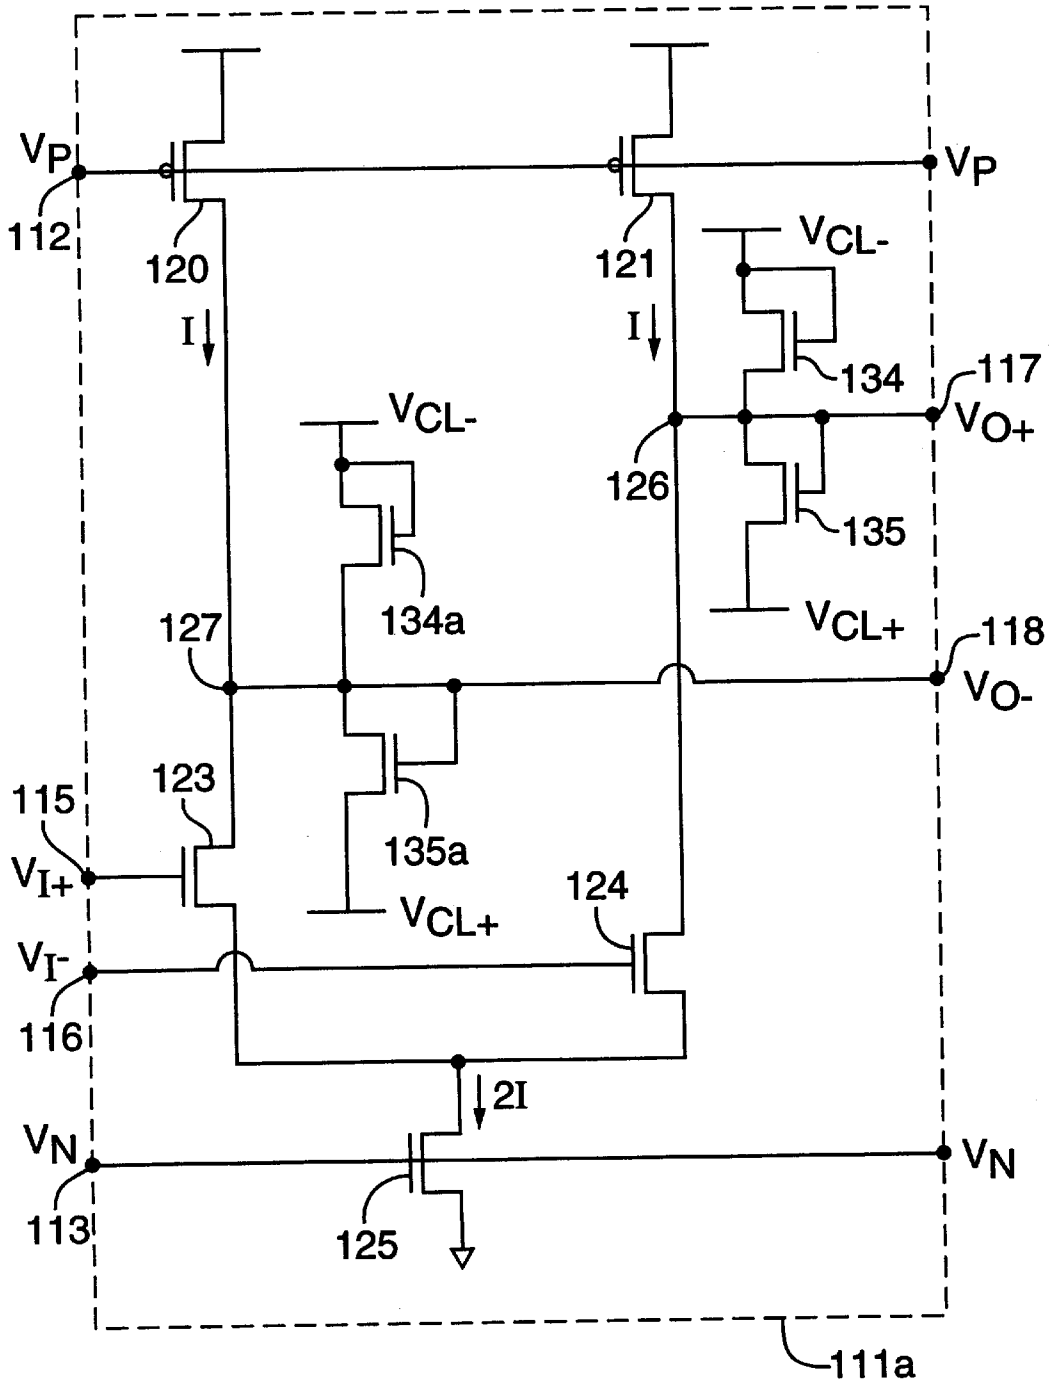 VP
VP
112
120
121
VCL-
I
I
134
117
VO+
VCL-
126
135
134a
127
VCL+
118
VO-
123
115
135a
VI+
124
VCL+
VI-
116
2I
VN
VN
113
125
111a